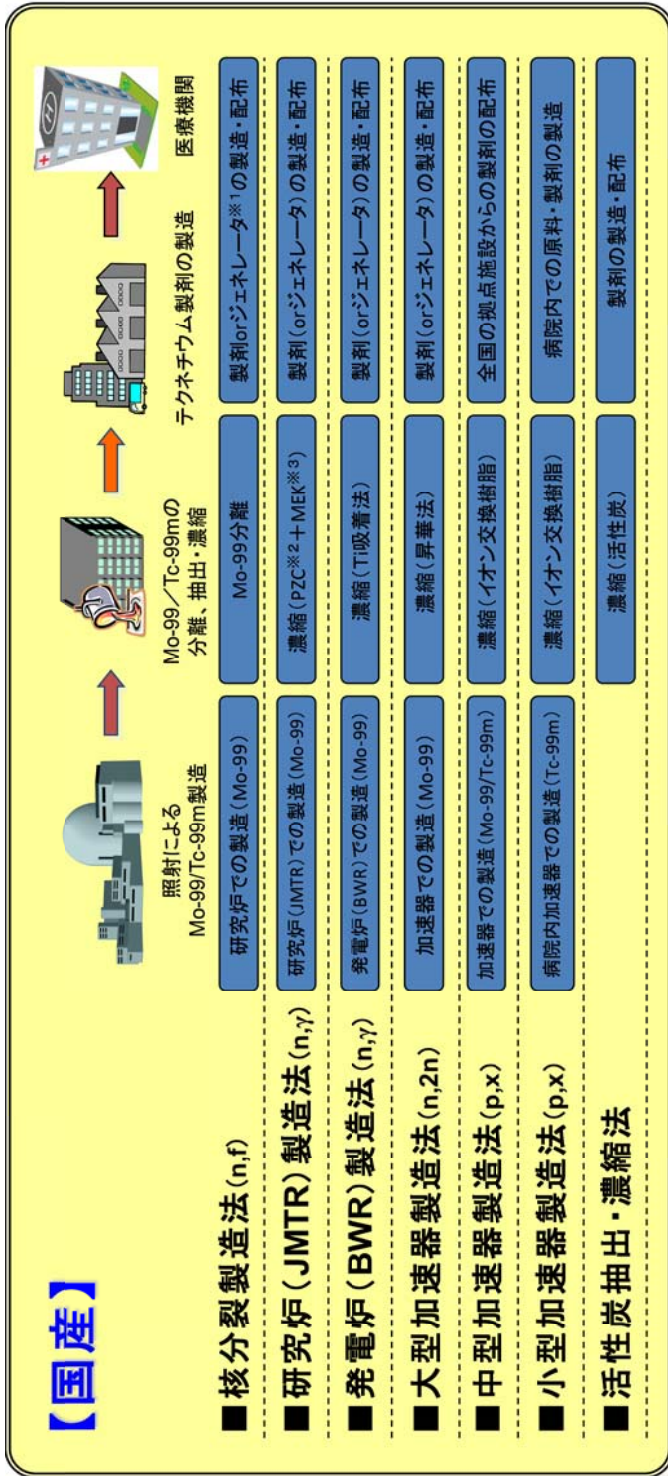 【国産】
照射による
Mo-99/Tc-99m製造
Mo-99/Tc-99mの
分離、抽出・濃縮
テクネチウム製剤の製造
医療機関
■核分裂製造法(n,f)
研究炉での製造(Mo-99)
Mo-99分離
製剤orジェネレータ※1の製造・配布
■研究炉(JMTR)製造法(n,γ)
研究炉(JMTR)での製造(Mo-99)
濃縮(PZC※2+MEK※3)
製剤(orジェネレータ)の製造・配布
■発電炉(BWR)製造法(n,γ)
発電炉(BWR)での製造(Mo-99)
濃縮(Ti吸着法)
製剤(orジェネレータ)の製造・配布
■大型加速器製造法(n,2n)
加速器での製造(Mo-99)
濃縮(昇華法)
製剤(orジェネレータ)の製造・配布
■中型加速器製造法(p,x)
加速器での製造(Mo-99/Tc-99m)
濃縮(イオン交換樹脂)
全国の拠点施設からの製剤の配布
■小型加速器製造法(p,x)
病院内加速器での製造(Tc-99m)
濃縮(イオン交換樹脂)
病院内での原料・製剤の製造
■活性炭抽出・濃縮法
濃縮(活性炭)
製剤の製造・配布
H